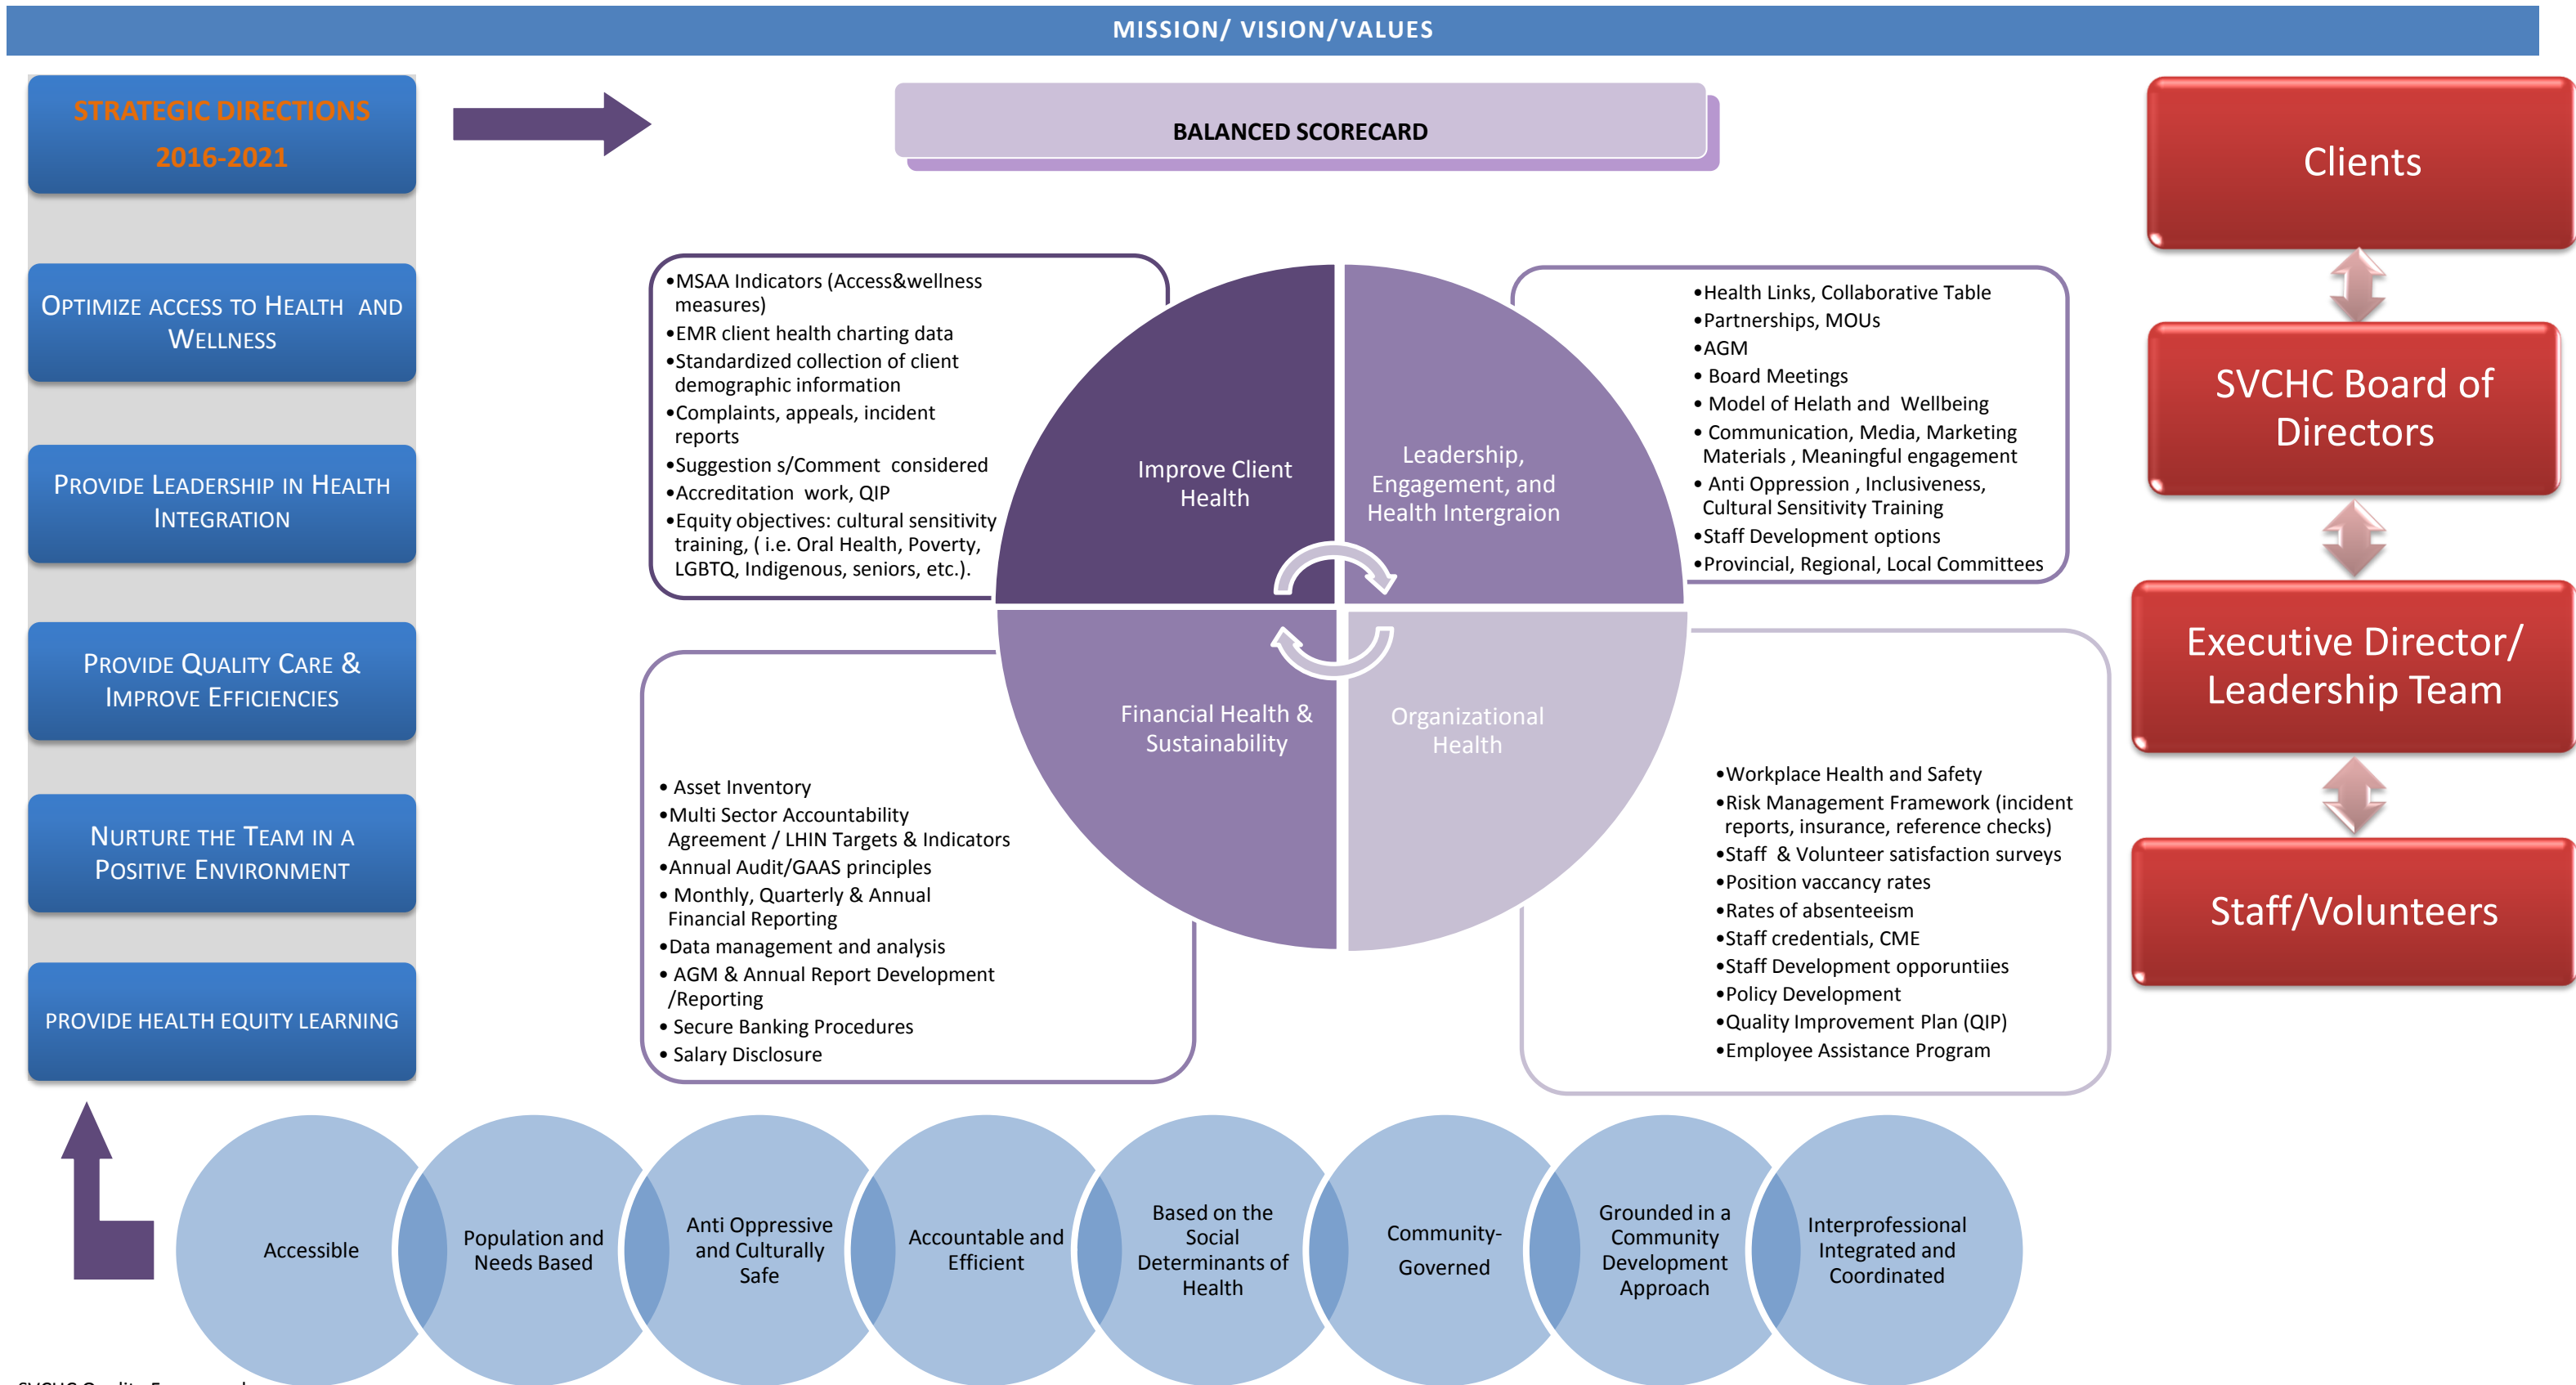 MISSION/ VISION/VALUES
STRATEGIC DIRECTIONS
2016-2021
OPTIMIZE ACCESS TO HEALTH AND
WELLNESS
PROVIDE LEADERSHIP IN HEALTH
INTEGRATION
PROVIDE QUALITY CARE &
IMPROVE EFFICIENCIES
NURTURE THE TEAM IN A
POSITIVE ENVIRONMENT
PROVIDE HEALTH EQUITY LEARNING
BALANCED SCORECARD
•MSAA Indicators (Access&wellness
measures)
•EMR client health charting data
•Standardized collection of client
demographic information
•Complaints, appeals, incident
reports
•Suggestion s/Comment considered
•Accreditation work, QIP
•Equity objectives: cultural sensitivity
training, ( i.e. Oral Health, Poverty,
LGBTQ, Indigenous, seniors, etc.).
Improve Client
Health
Leadership,
Engagement, and
Health Intergraion
•Health Links, Collaborative Table
•Partnerships, MOUs
•AGM
• Board Meetings
• Model of Helath and Wellbeing
• Communication, Media, Marketing
Materials , Meaningful engagement
• Anti Oppression , Inclusiveness,
Cultural Sensitivity Training
•Staff Development options
•Provincial, Regional, Local Committees
Financial Health &
Sustainability
Organizational
Health
• Asset Inventory
•Multi Sector Accountability
Agreement / LHIN Targets & Indicators
•Annual Audit/GAAS principles
• Monthly, Quarterly & Annual
Financial Reporting
•Data management and analysis
• AGM & Annual Report Development
/Reporting
• Secure Banking Procedures
• Salary Disclosure
•Workplace Health and Safety
•Risk Management Framework (incident
reports, insurance, reference checks)
•Staff & Volunteer satisfaction surveys
•Position vaccancy rates
•Rates of absenteeism
•Staff credentials, CME
•Staff Development opporuntiies
•Policy Development
•Quality Improvement Plan (QIP)
•Employee Assistance Program
Clients
SVCHC Board of
Directors
Executive Director/
Leadership Team
Staff/Volunteers
Accessible
Population and
Needs Based
Anti Oppressive
and Culturally
Safe
Accountable and
Efficient
Based on the
Social
Determinants of
Health
Community-
Governed
Grounded in a
Community
Development
Approach
Interprofessional
Integrated and
Coordinated